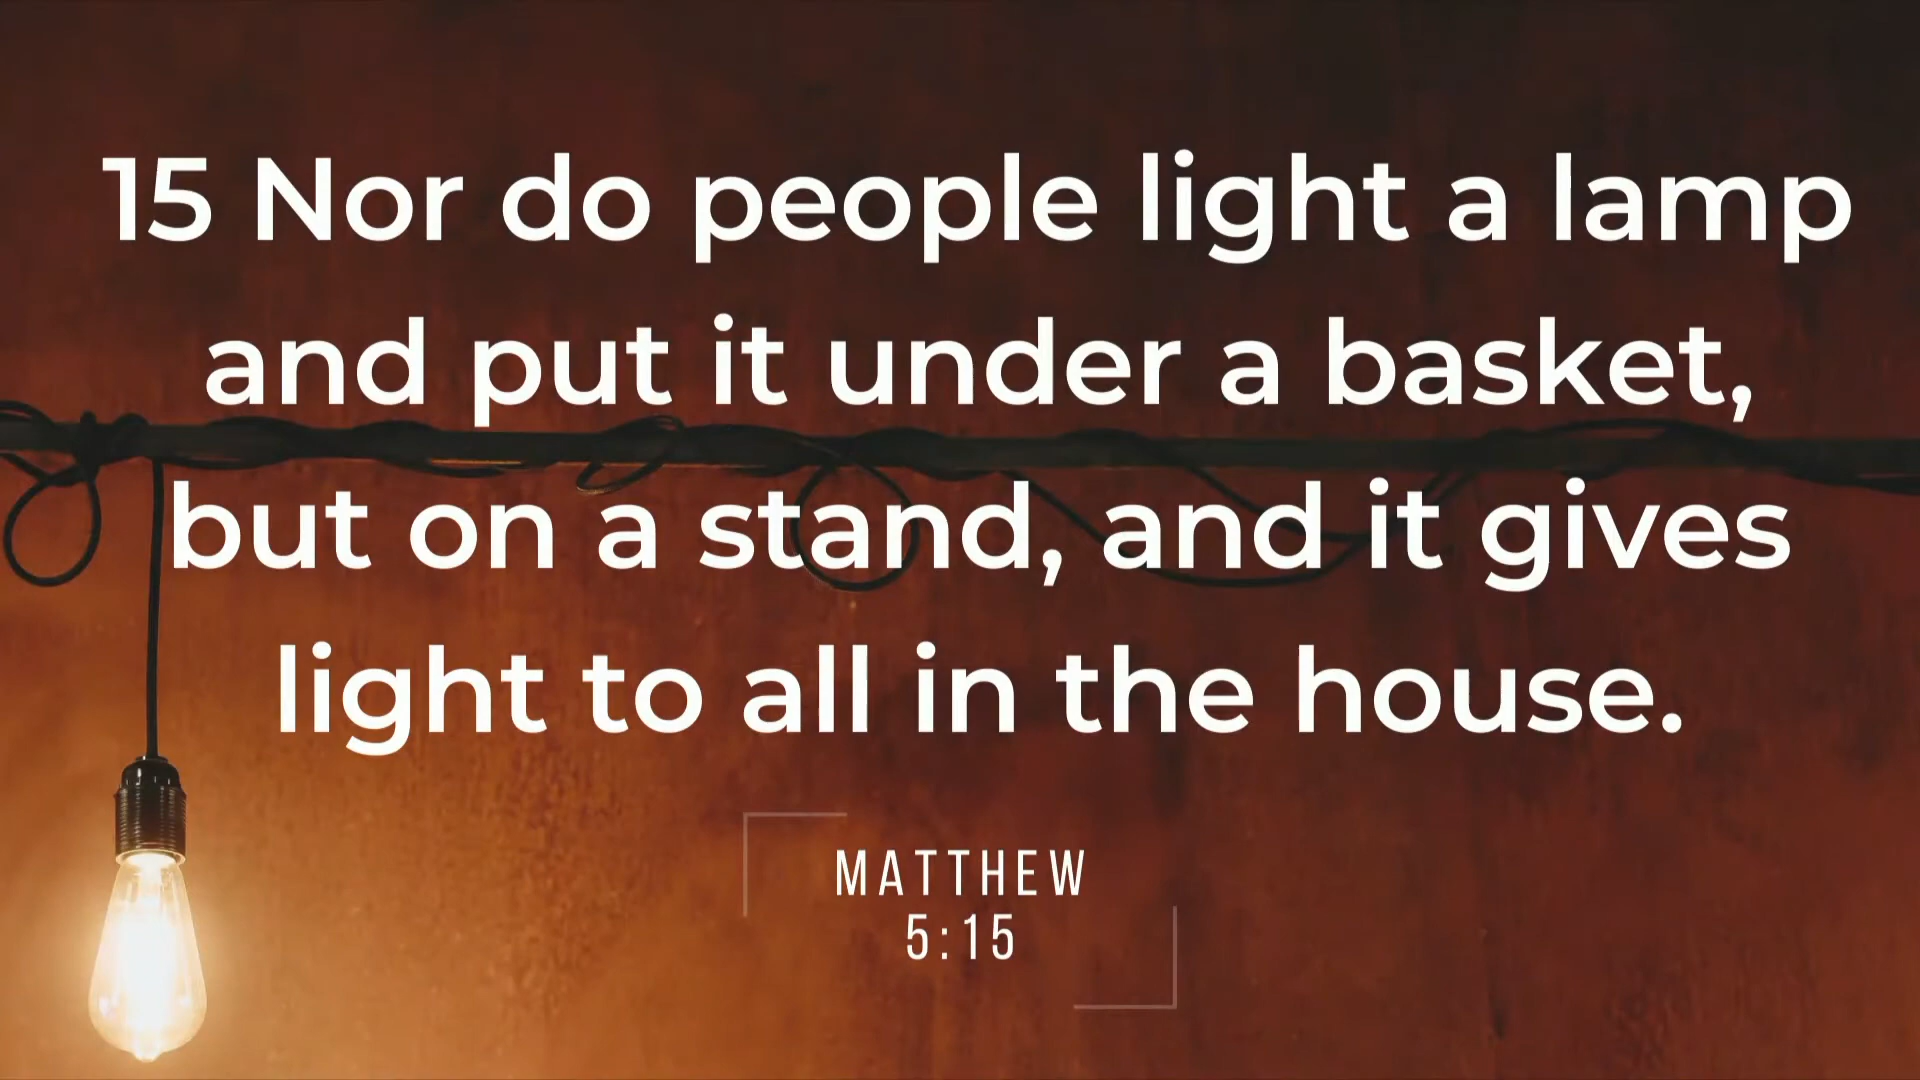 15 Nor do people light a lamp
and put it under a basket,
but on a stand, and it gives
light to all in the house.
MATTHEW
5:15